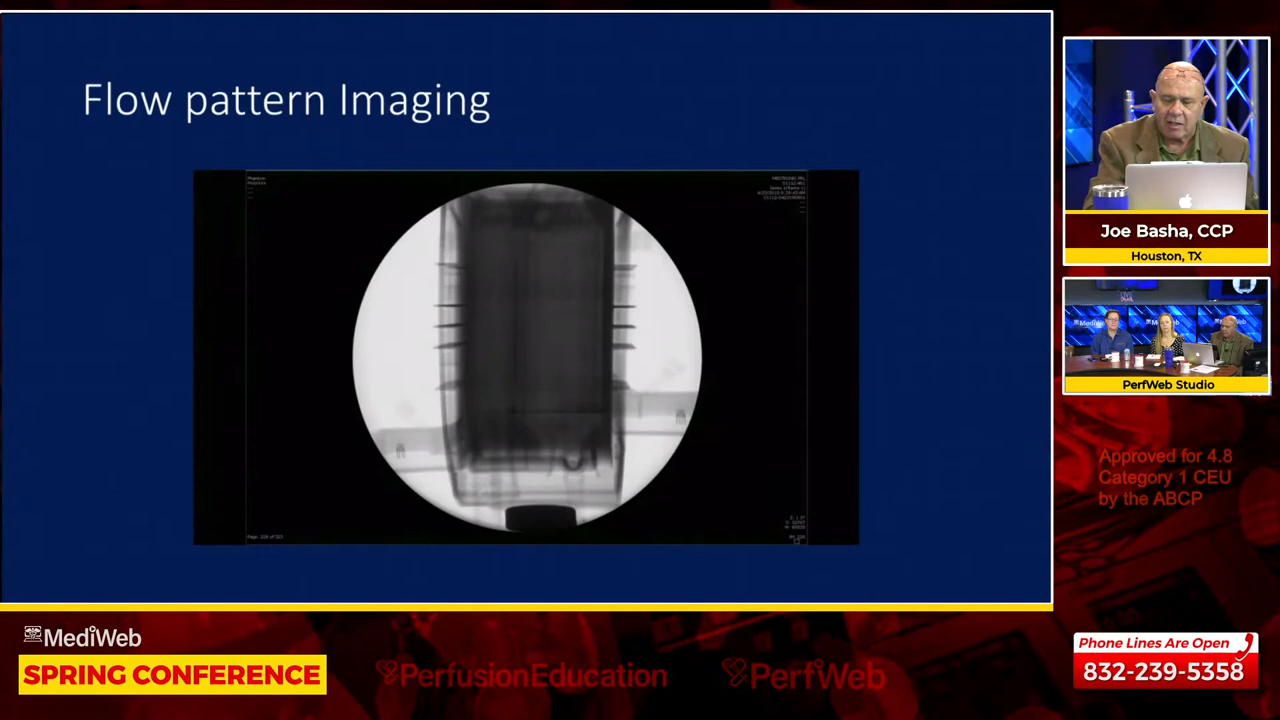 Flow pattern Imaging
Joe Basha, CCP
Houston, TX
PerfWeb Studio
Approved for 4.8
Category 1 CEU
by the ABCP
MediWeb
SPRING CONFERENCE
PerfusionEducation
PerfWeb
Phone Lines Are Open
832-239-5358